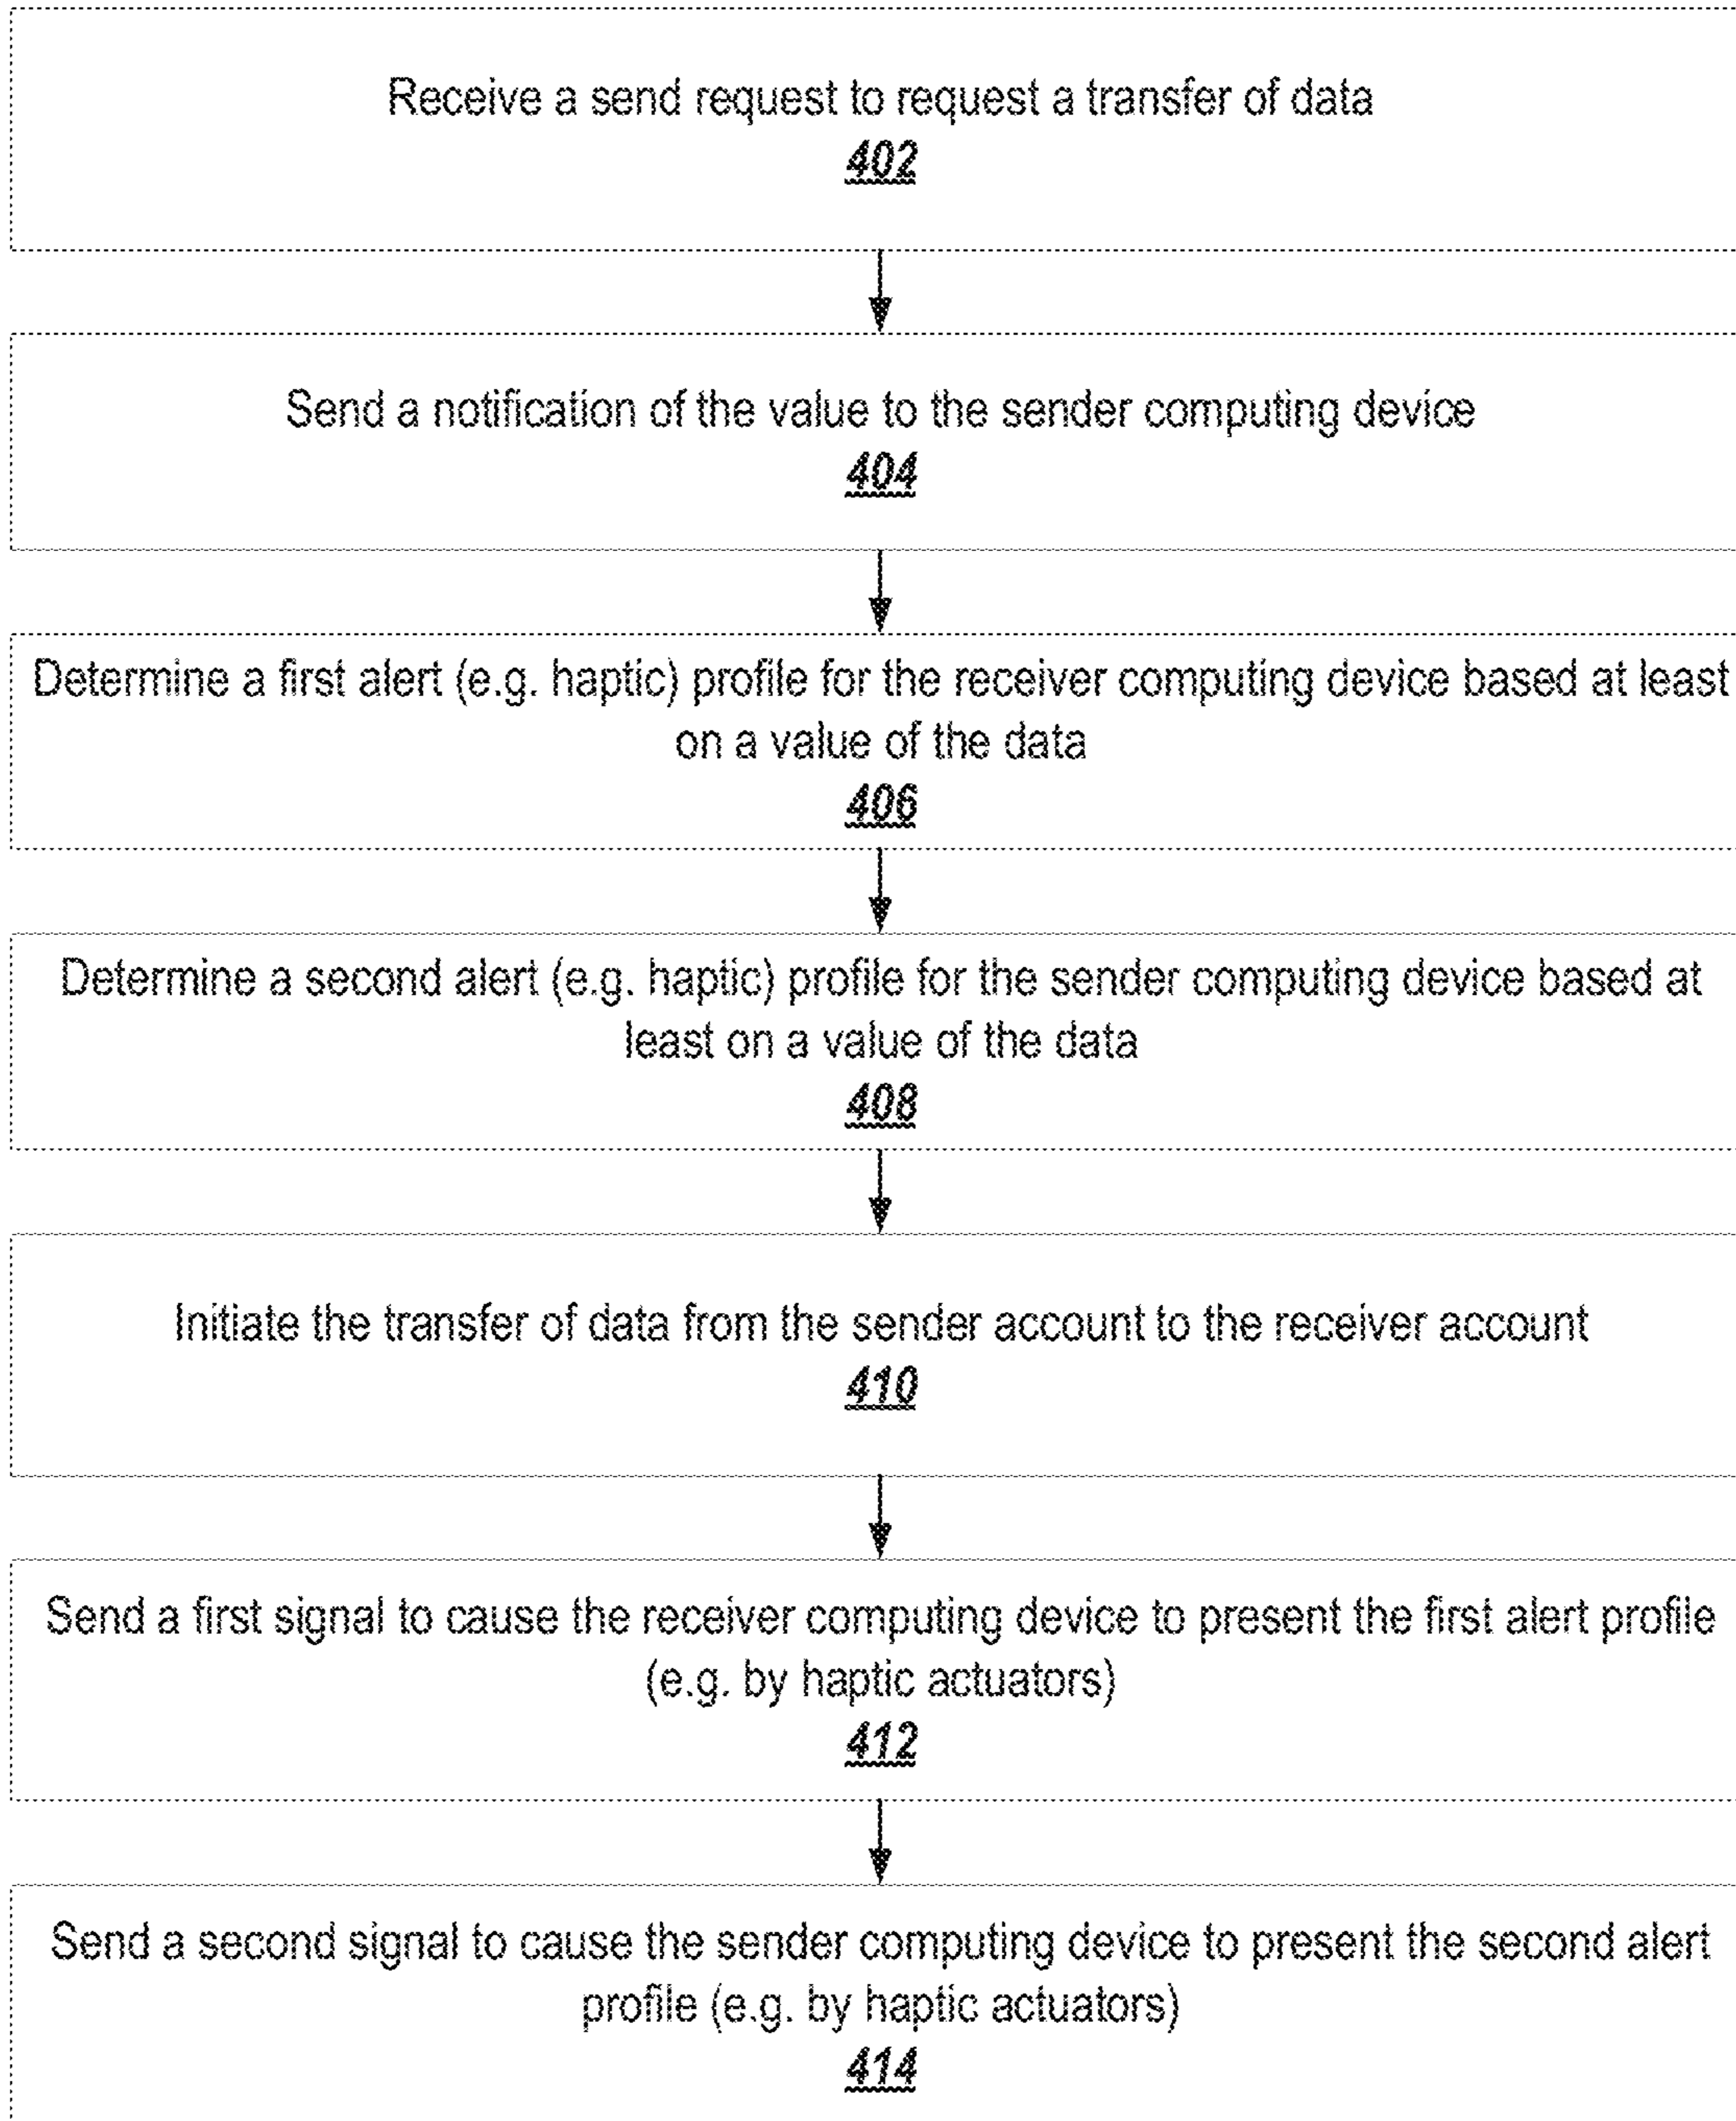 Receive a send request to request a transfer of data
402
Send a notification of the value to the sender computing device
404
Determine a first alert (e.g. haptic) profile for the receiver computing device based at least
on a value of the data
406
Determine a second alert (e.g. haptic) profile for the sender computing device based at
least on a value of the data
408
Initiate the transfer of data from the sender account to the receiver account
410
Send a first signal to cause the receiver computing device to present the first alert profile
(e.g. by haptic actuators)
412
Send a second signal to cause the sender computing device to present the second alert
profile (e.g. by haptic actuators)
414